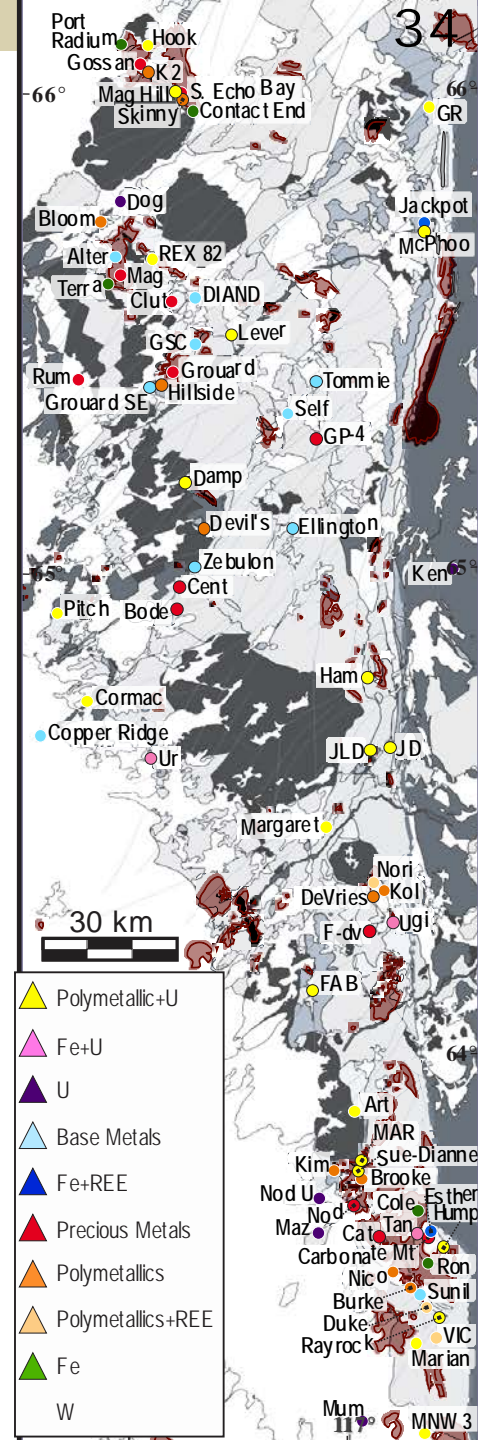 34
Port
Radium
Hook
Gossan
K2
66°
66°
Mag Hill
S. Echo Bay
Skinny
Contact End
GR
Dog
Bloom
Jackpot
McPhoo
Alter
REX 82
Mag
Terra
Clut
DIAND
GSC
Lever
Rum
Grouard
Grouard SE
Hillside
Tommie
Self
GP-4
Damp
Devil's
Ellington
Zebulon
65°
Ken
Cent
Pitch
Bode
Ham
Cormac
Copper Ridge
Ur
JLD
JD
Margaret
Nori
DeVries
Kol
30 km
F-dv
Ugi
FAB
64°
Art
MAR
Sue-Dianne
Kim
Brooke
Nod U
Nod
Cole
Esther
Hump
Maz
Cat
Tan
Carbonate Mt
Ron
Nico
Burke
Sunil
Duke
Rayrock
VIC
Marian
Mum
117°
MNW 3
Polymetallic+U
Fe+U
U
Base Metals
Fe+REE
Precious Metals
Polymetallics
Polymetallics+REE
Fe
W